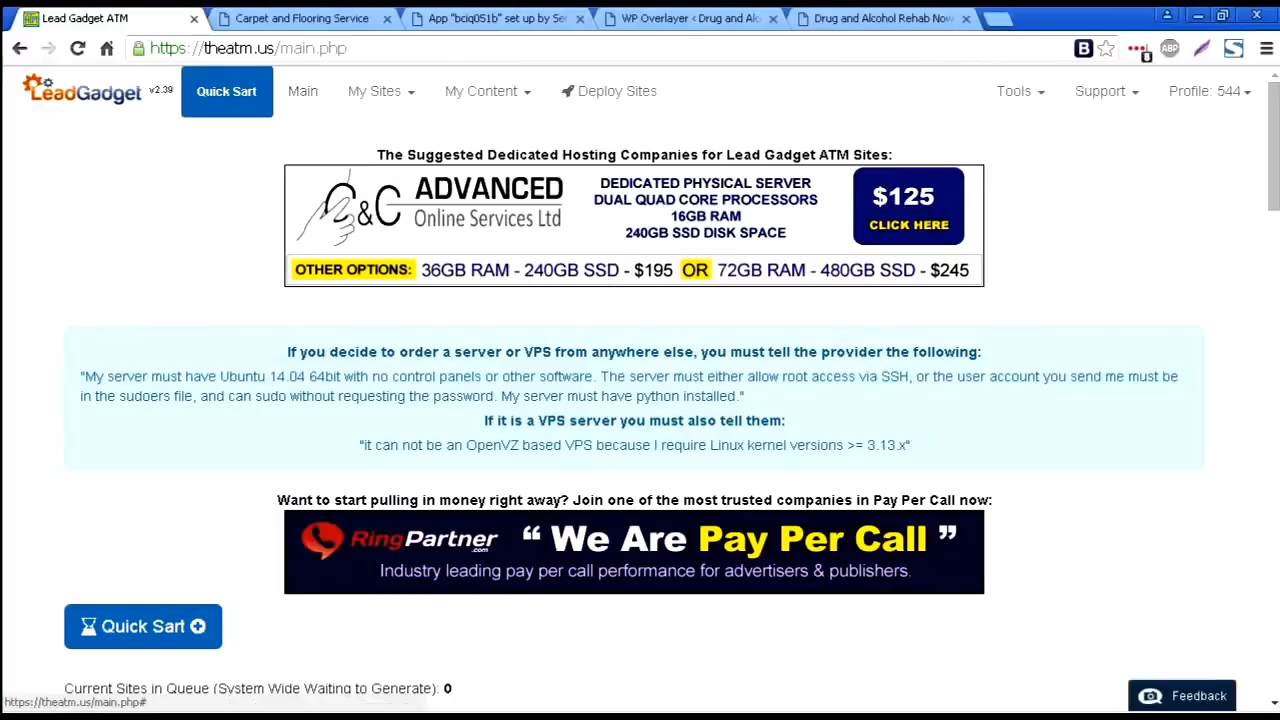 Lead Gadget ATM
Carpet and Flooring Service
App "bciq051b" set up by Se
WP Overlayer < Drug and Alc
Drug and Alcohol Rehab Now
https://theatm.us/main.php
LeadGadget v2.39
Quick Sart
Main
My Sites
My Content
Deploy Sites
Tools
Support
Profile: 544
The Suggested Dedicated Hosting Companies for Lead Gadget ATM Sites:
C&C ADVANCED
Online Services Ltd
DEDICATED PHYSICAL SERVER
DUAL QUAD CORE PROCESSORS
16GB RAM
240GB SSD DISK SPACE
$125
CLICK HERE
OTHER OPTIONS: 36GB RAM - 240GB SSD - $195 OR 72GB RAM - 480GB SSD - $245
If you decide to order a server or VPS from anywhere else, you must tell the provider the following:
"My server must have Ubuntu 14.04 64bit with no control panels or other software. The server must either allow root access via SSH, or the user account you send me must be
in the sudoers file, and can sudo without requesting the password. My server must have python installed."
If it is a VPS server you must also tell them:
"it can not be an OpenVZ based VPS because I require Linux kernel versions >= 3.13.x"
Want to start pulling in money right away? Join one of the most trusted companies in Pay Per Call now:
RingPartner.com
“ We Are Pay Per Call ”
Industry leading pay per call performance for advertisers & publishers.
Quick Sart
Current Sites in Queue (System Wide Waiting to Generate): 0
https://theatm.us/main.php#
Feedback